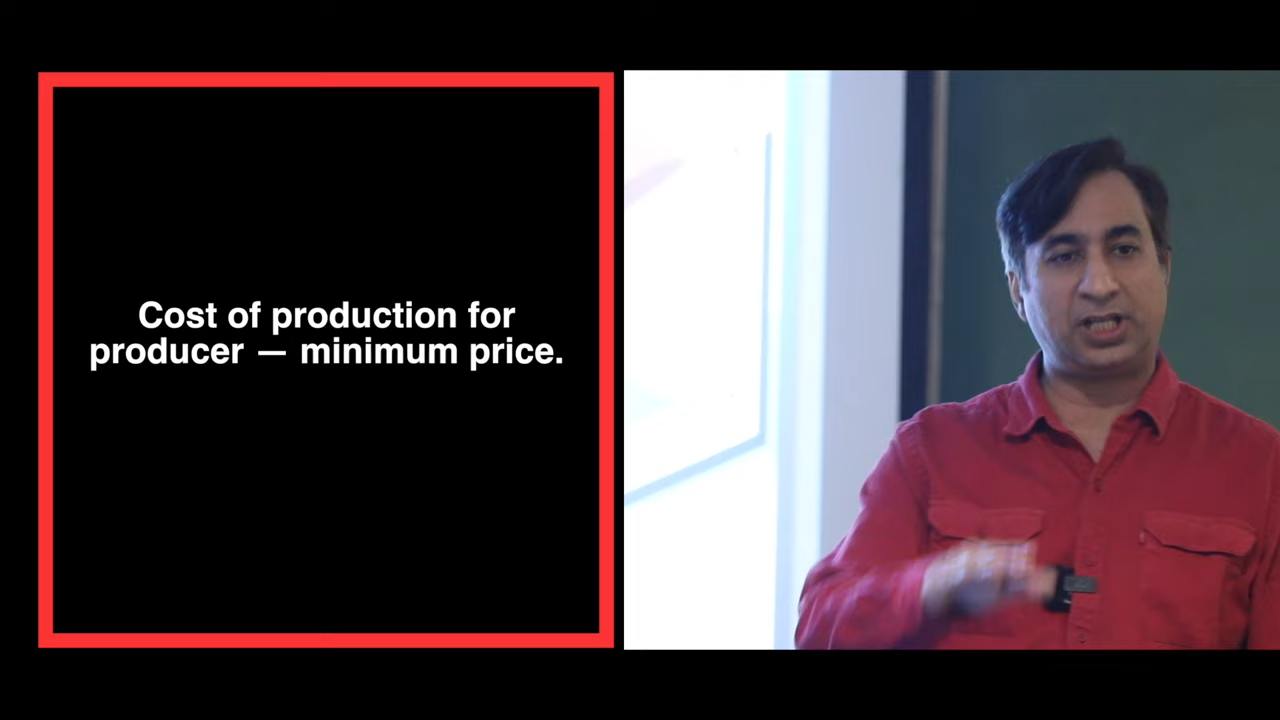 Cost of production for
producer — minimum price.